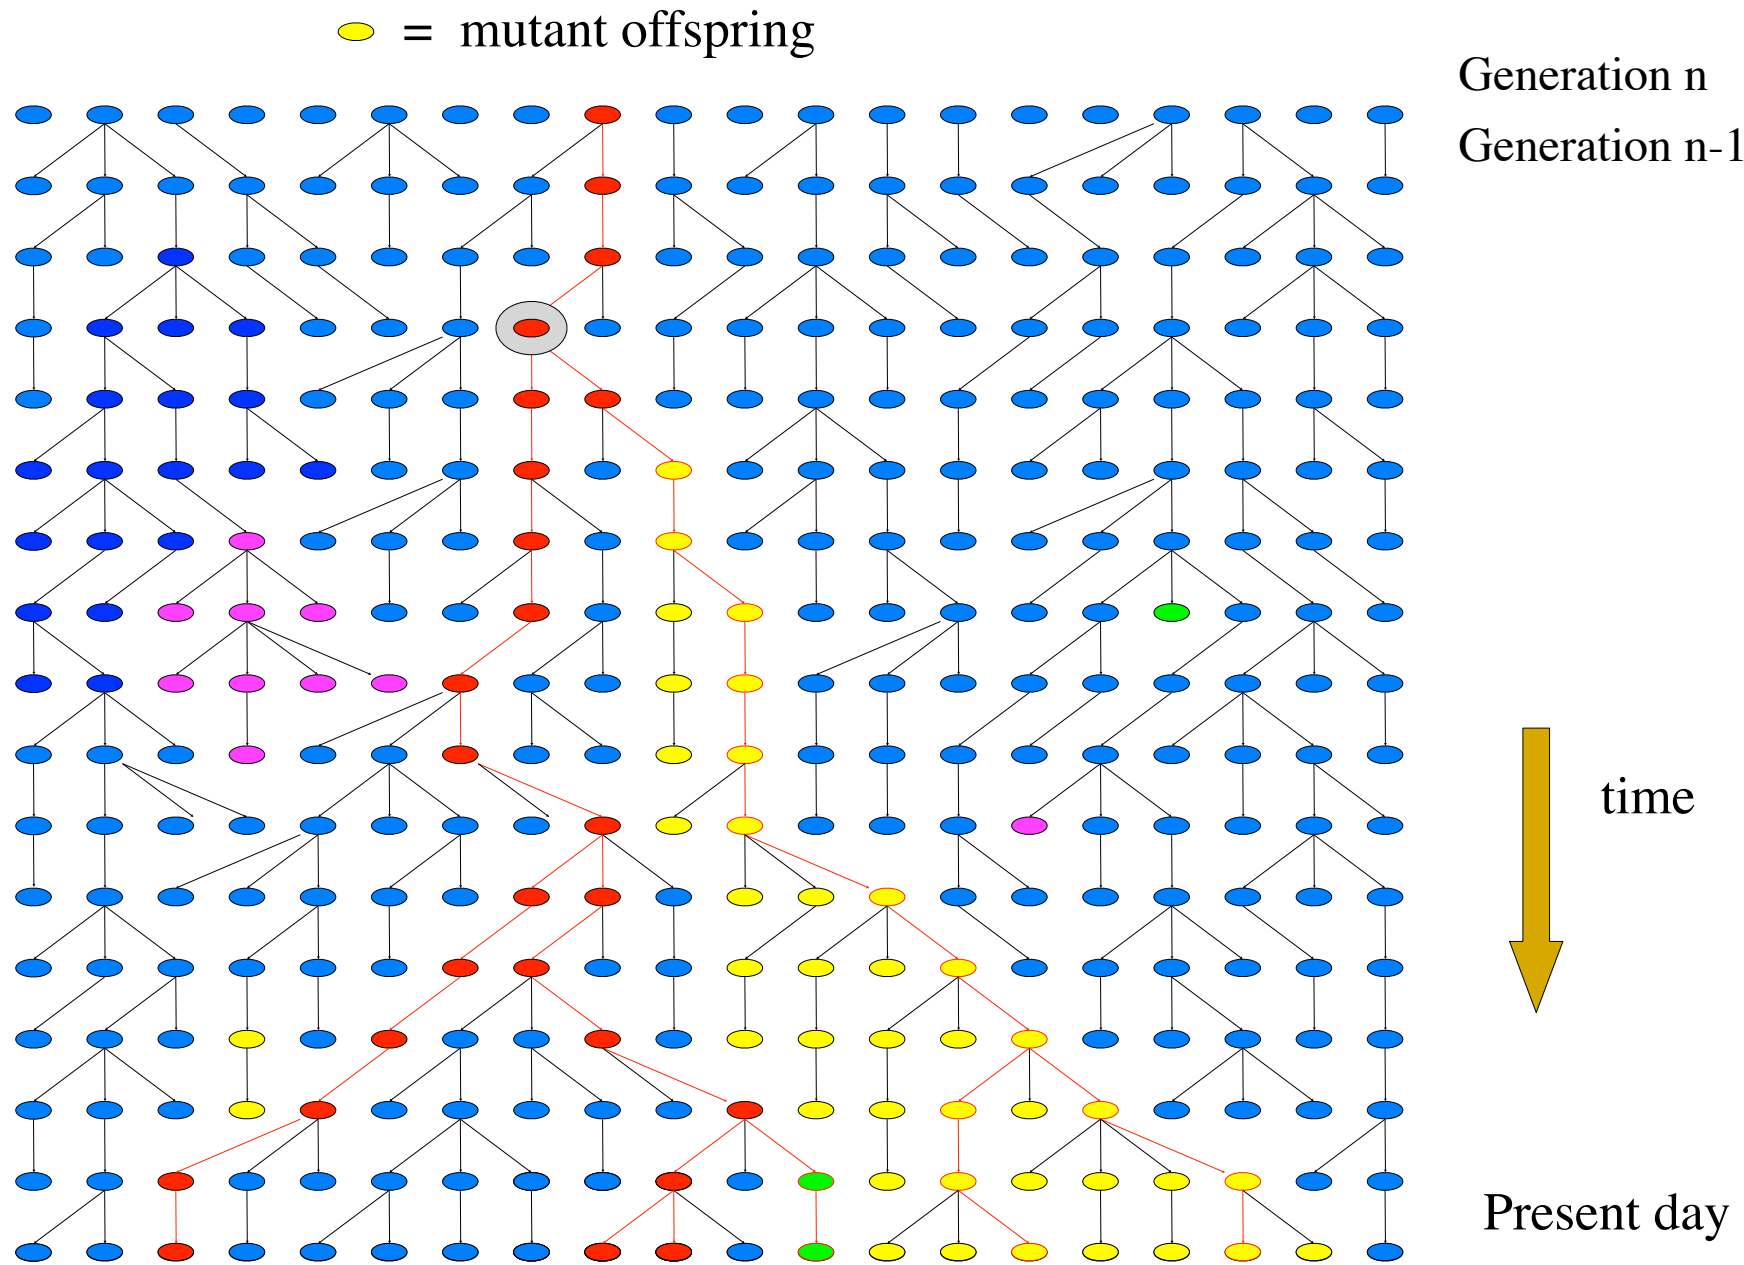 = mutant offspring
Generation n
Generation n-1
time
Present day